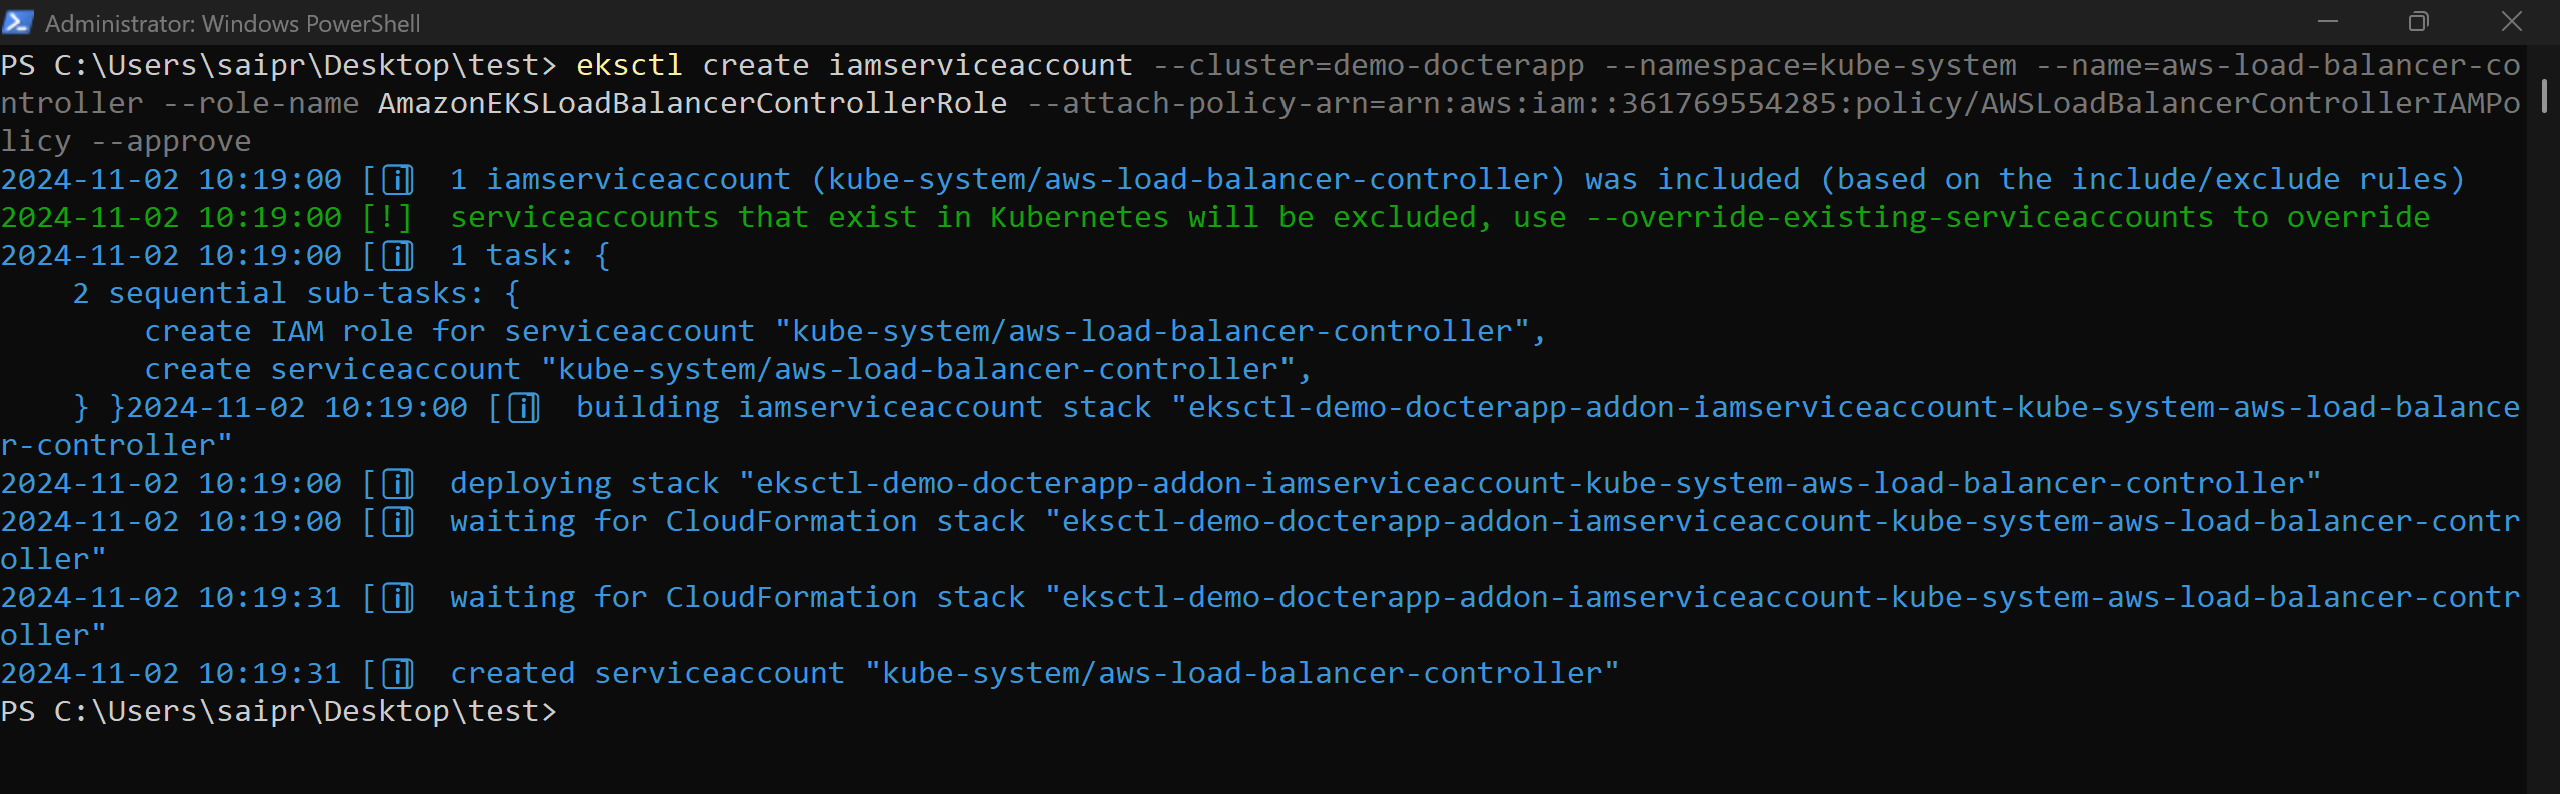 Administrator: Windows PowerShell
PS C:\Users\saipr\Desktop\test> eksctl create iamserviceaccount --cluster=demo-docterapp --namespace=kube-system --name=aws-load-balancer-co
ntroller --role-name AmazonEKSLoadBalancerControllerRole --attach-policy-arn=arn:aws:iam::361769554285:policy/AWSLoadBalancerControllerIAMPo
licy --approve
2024-11-02 10:19:00 [ℹ]  1 iamserviceaccount (kube-system/aws-load-balancer-controller) was included (based on the include/exclude rules)
2024-11-02 10:19:00 [!]  serviceaccounts that exist in Kubernetes will be excluded, use --override-existing-serviceaccounts to override
2024-11-02 10:19:00 [ℹ]  1 task: {
    2 sequential sub-tasks: {
        create IAM role for serviceaccount "kube-system/aws-load-balancer-controller",
        create serviceaccount "kube-system/aws-load-balancer-controller",
    } }2024-11-02 10:19:00 [ℹ]  building iamserviceaccount stack "eksctl-demo-docterapp-addon-iamserviceaccount-kube-system-aws-load-balance
r-controller"
2024-11-02 10:19:00 [ℹ]  deploying stack "eksctl-demo-docterapp-addon-iamserviceaccount-kube-system-aws-load-balancer-controller"
2024-11-02 10:19:00 [ℹ]  waiting for CloudFormation stack "eksctl-demo-docterapp-addon-iamserviceaccount-kube-system-aws-load-balancer-contr
oller"
2024-11-02 10:19:31 [ℹ]  waiting for CloudFormation stack "eksctl-demo-docterapp-addon-iamserviceaccount-kube-system-aws-load-balancer-contr
oller"
2024-11-02 10:19:31 [ℹ]  created serviceaccount "kube-system/aws-load-balancer-controller"
PS C:\Users\saipr\Desktop\test>